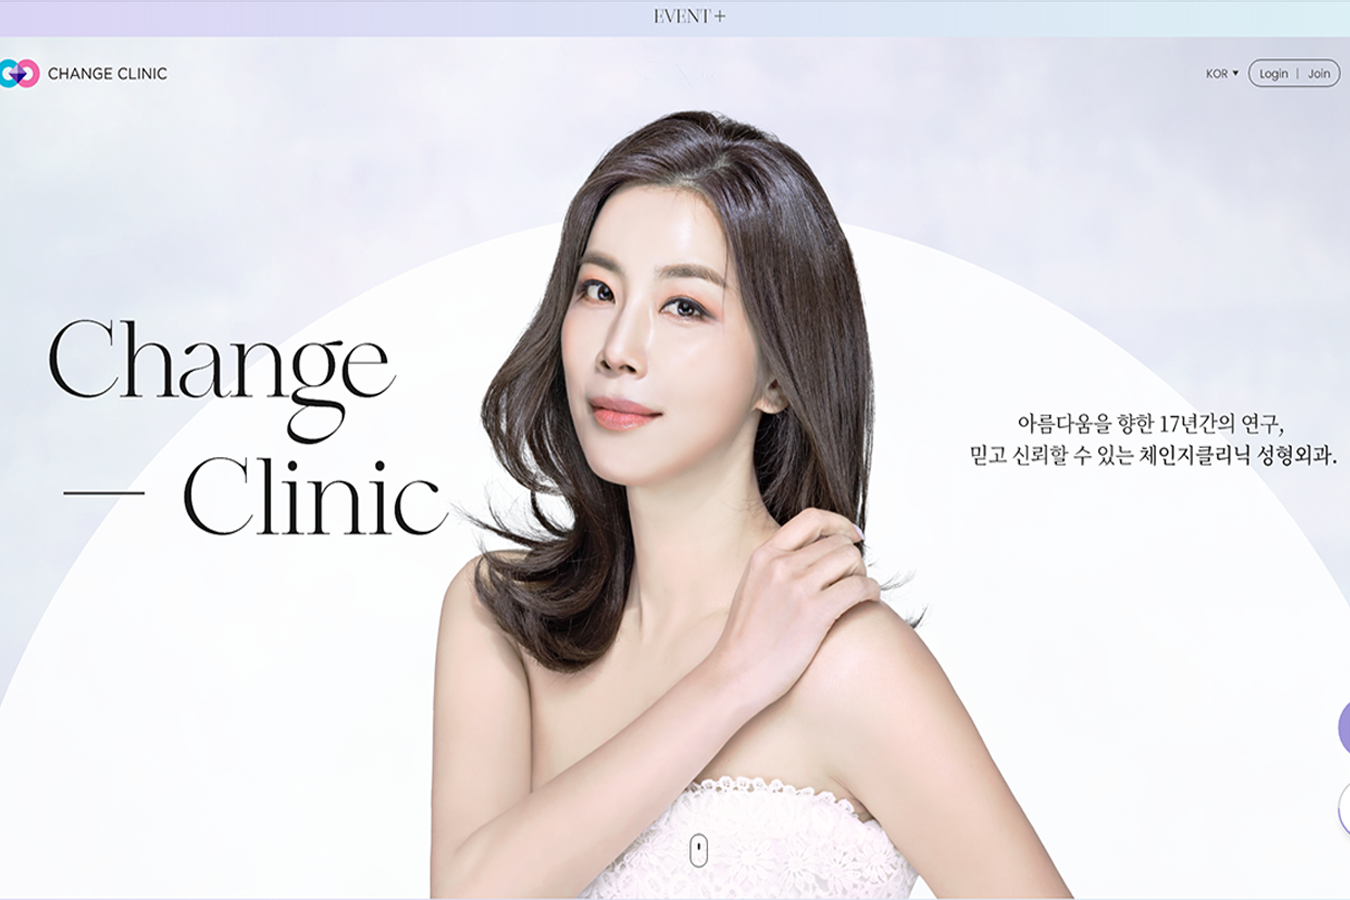 EVENT +
CHANGE CLINIC
KOR ▼ Login | Join
Change
— Clinic
아름다움을 향한 17년간의 연구,
믿고 신뢰할 수 있는 체인지클리닉 성형외과.